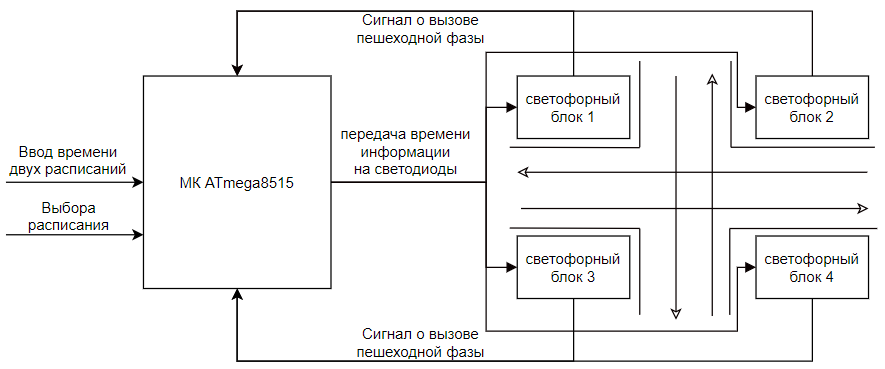 Сигнал о вызове
пешеходной фазы
светофорный
блок 1
светофорный
блок 2
передача времени
информации
на светодиоды
Ввод времени
двух расписаний
МК ATmega8515
Выбора
расписания
светофорный
блок 3
светофорный
блок 4
Сигнал о вызове
пешеходной фазы